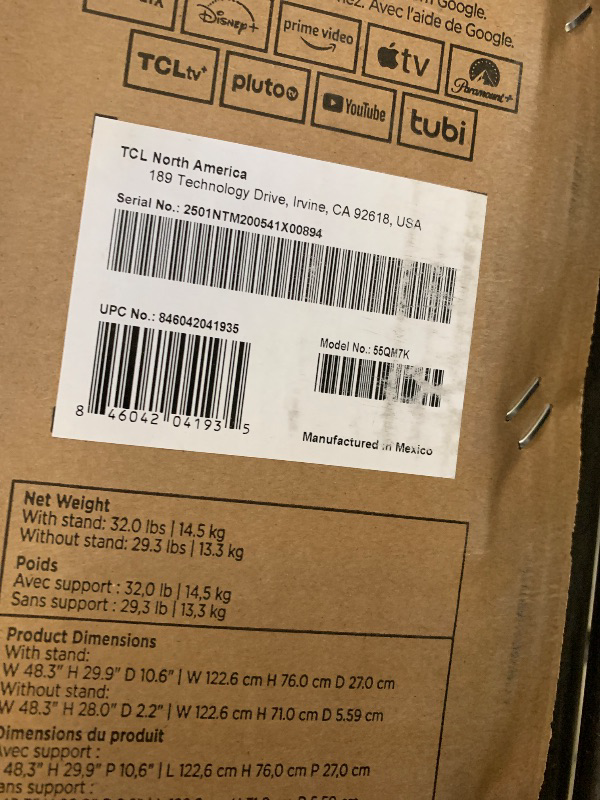 Google.
Avec l'aide de Google.
Disney+
prime video
tv
Paramount+
TCLtv+
pluto tv
YouTube
tubi
TCL North America
189 Technology Drive, Irvine, CA 92618, USA
Serial No.: 2501NTM200541X00894
UPC No.: 846042041935
8 46042 04193 5
Model No.: 55QM7K
Manufactured in Mexico
Net Weight
With stand: 32.0 lbs | 14.5 kg
Without stand: 29.3 lbs | 13.3 kg
Poids
Avec support : 32,0 lb | 14,5 kg
Sans support : 29,3 lb | 13,3 kg
Product Dimensions
With stand:
W 48.3" H 29.9" D 10.6" | W 122.6 cm H 76.0 cm D 27.0 cm
Without stand:
W 48.3" H 28.0" D 2.2" | W 122.6 cm H 71.0 cm D 5.59 cm
Dimensions du produit
Avec support :
48,3" H 29,9" P 10,6" | L 122,6 cm H 76,0 cm P 27,0 cm
ans support :